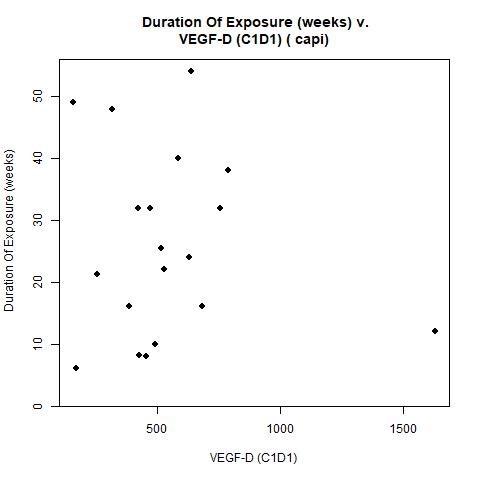 Duration Of Exposure (weeks) v.
VEGF-D (C1D1) ( capi)
Duration Of Exposure (weeks)
50
40
30
20
10
0
500
1000
1500
VEGF-D (C1D1)